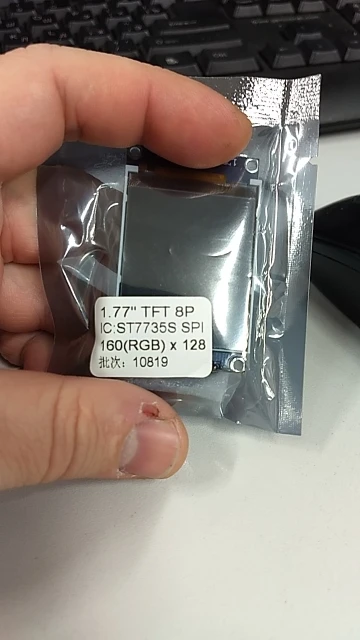 1.77" TFT 8P
IC:ST7735S SPI
160(RGB) x 128
批次：10819